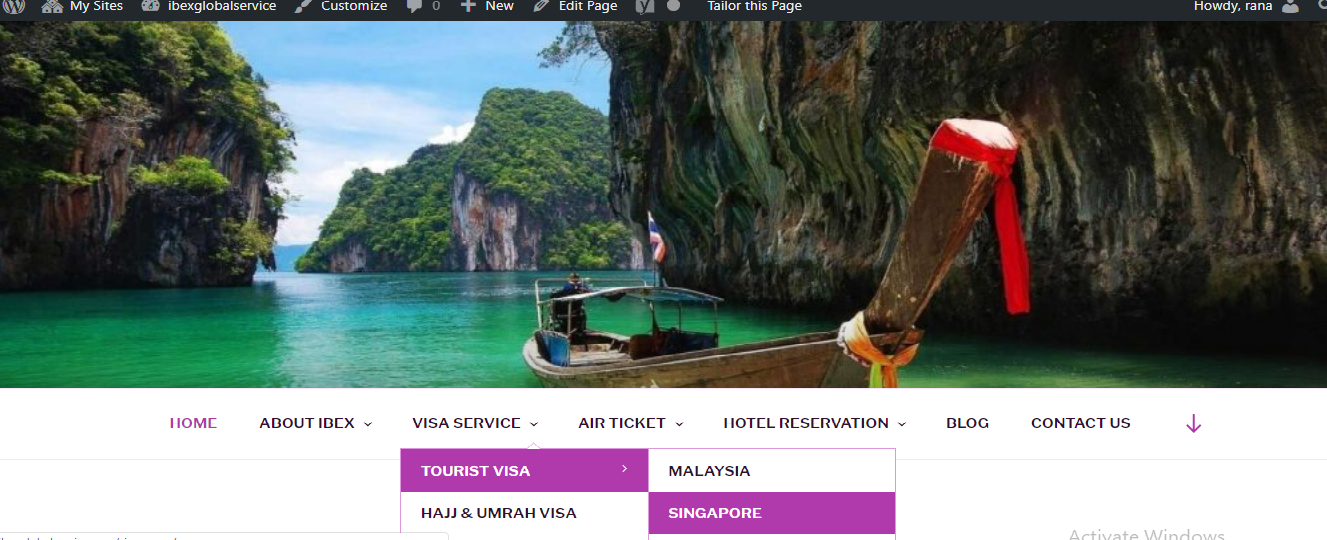 My Sites ibexglobalservice Customize 0 New Edit Page Tailor this Page Howdy, rana
HOME ABOUT IBEX VISA SERVICE AIR TICKET HOTEL RESERVATION BLOG CONTACT US
TOURIST VISA MALAYSIA
HAJJ & UMRAH VISA SINGAPORE
Activate Windows